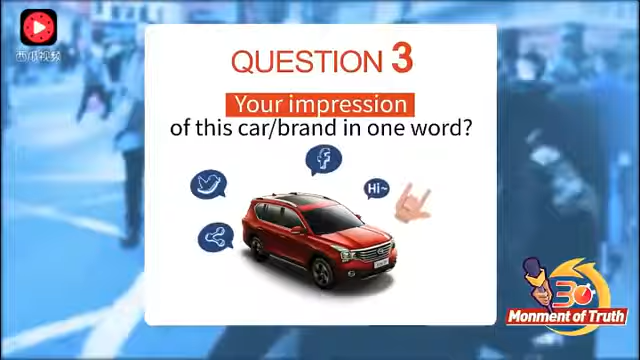 西瓜视频
QUESTION 3
Your impression
of this car/brand in one word?
Hi~
30
Monment of Truth